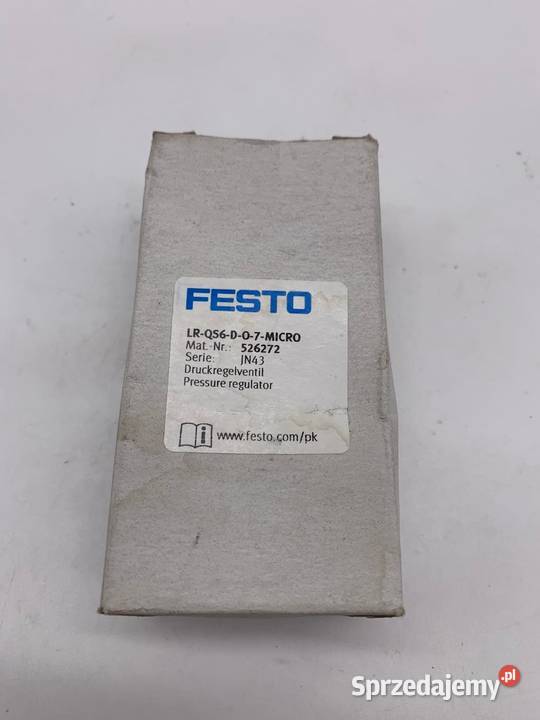 FESTO
LR-QS6-D-O-7-MICRO
Mat.-Nr.: 526272
Serie: JN43
Druckregelventil
Pressure regulator
www.festo.com/pk
Sprzedajemy.pl